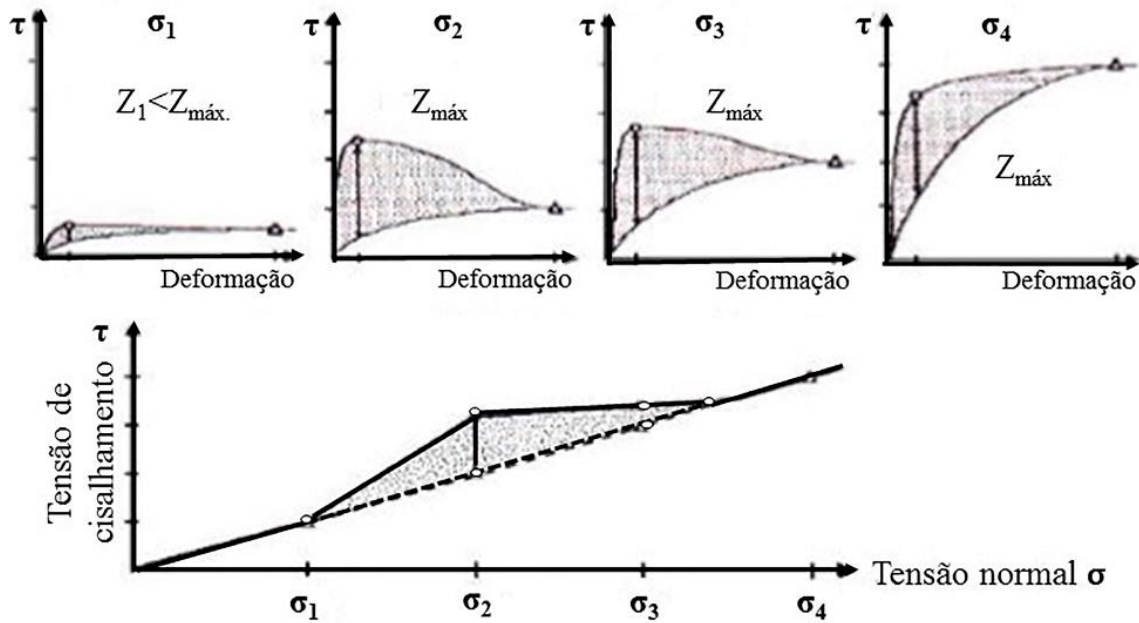 τ σ₁
Z₁<Zₘₐ́ₓ.
Deformação
τ σ₂
Zₘₐ́ₓ
Deformação
τ σ₃
Zₘₐ́ₓ
Deformação
τ σ₄
Zₘₐ́ₓ
Deformação
τ
Tensão de
cisalhamento
σ₁ σ₂ σ₃ σ₄
Tensão normal σ